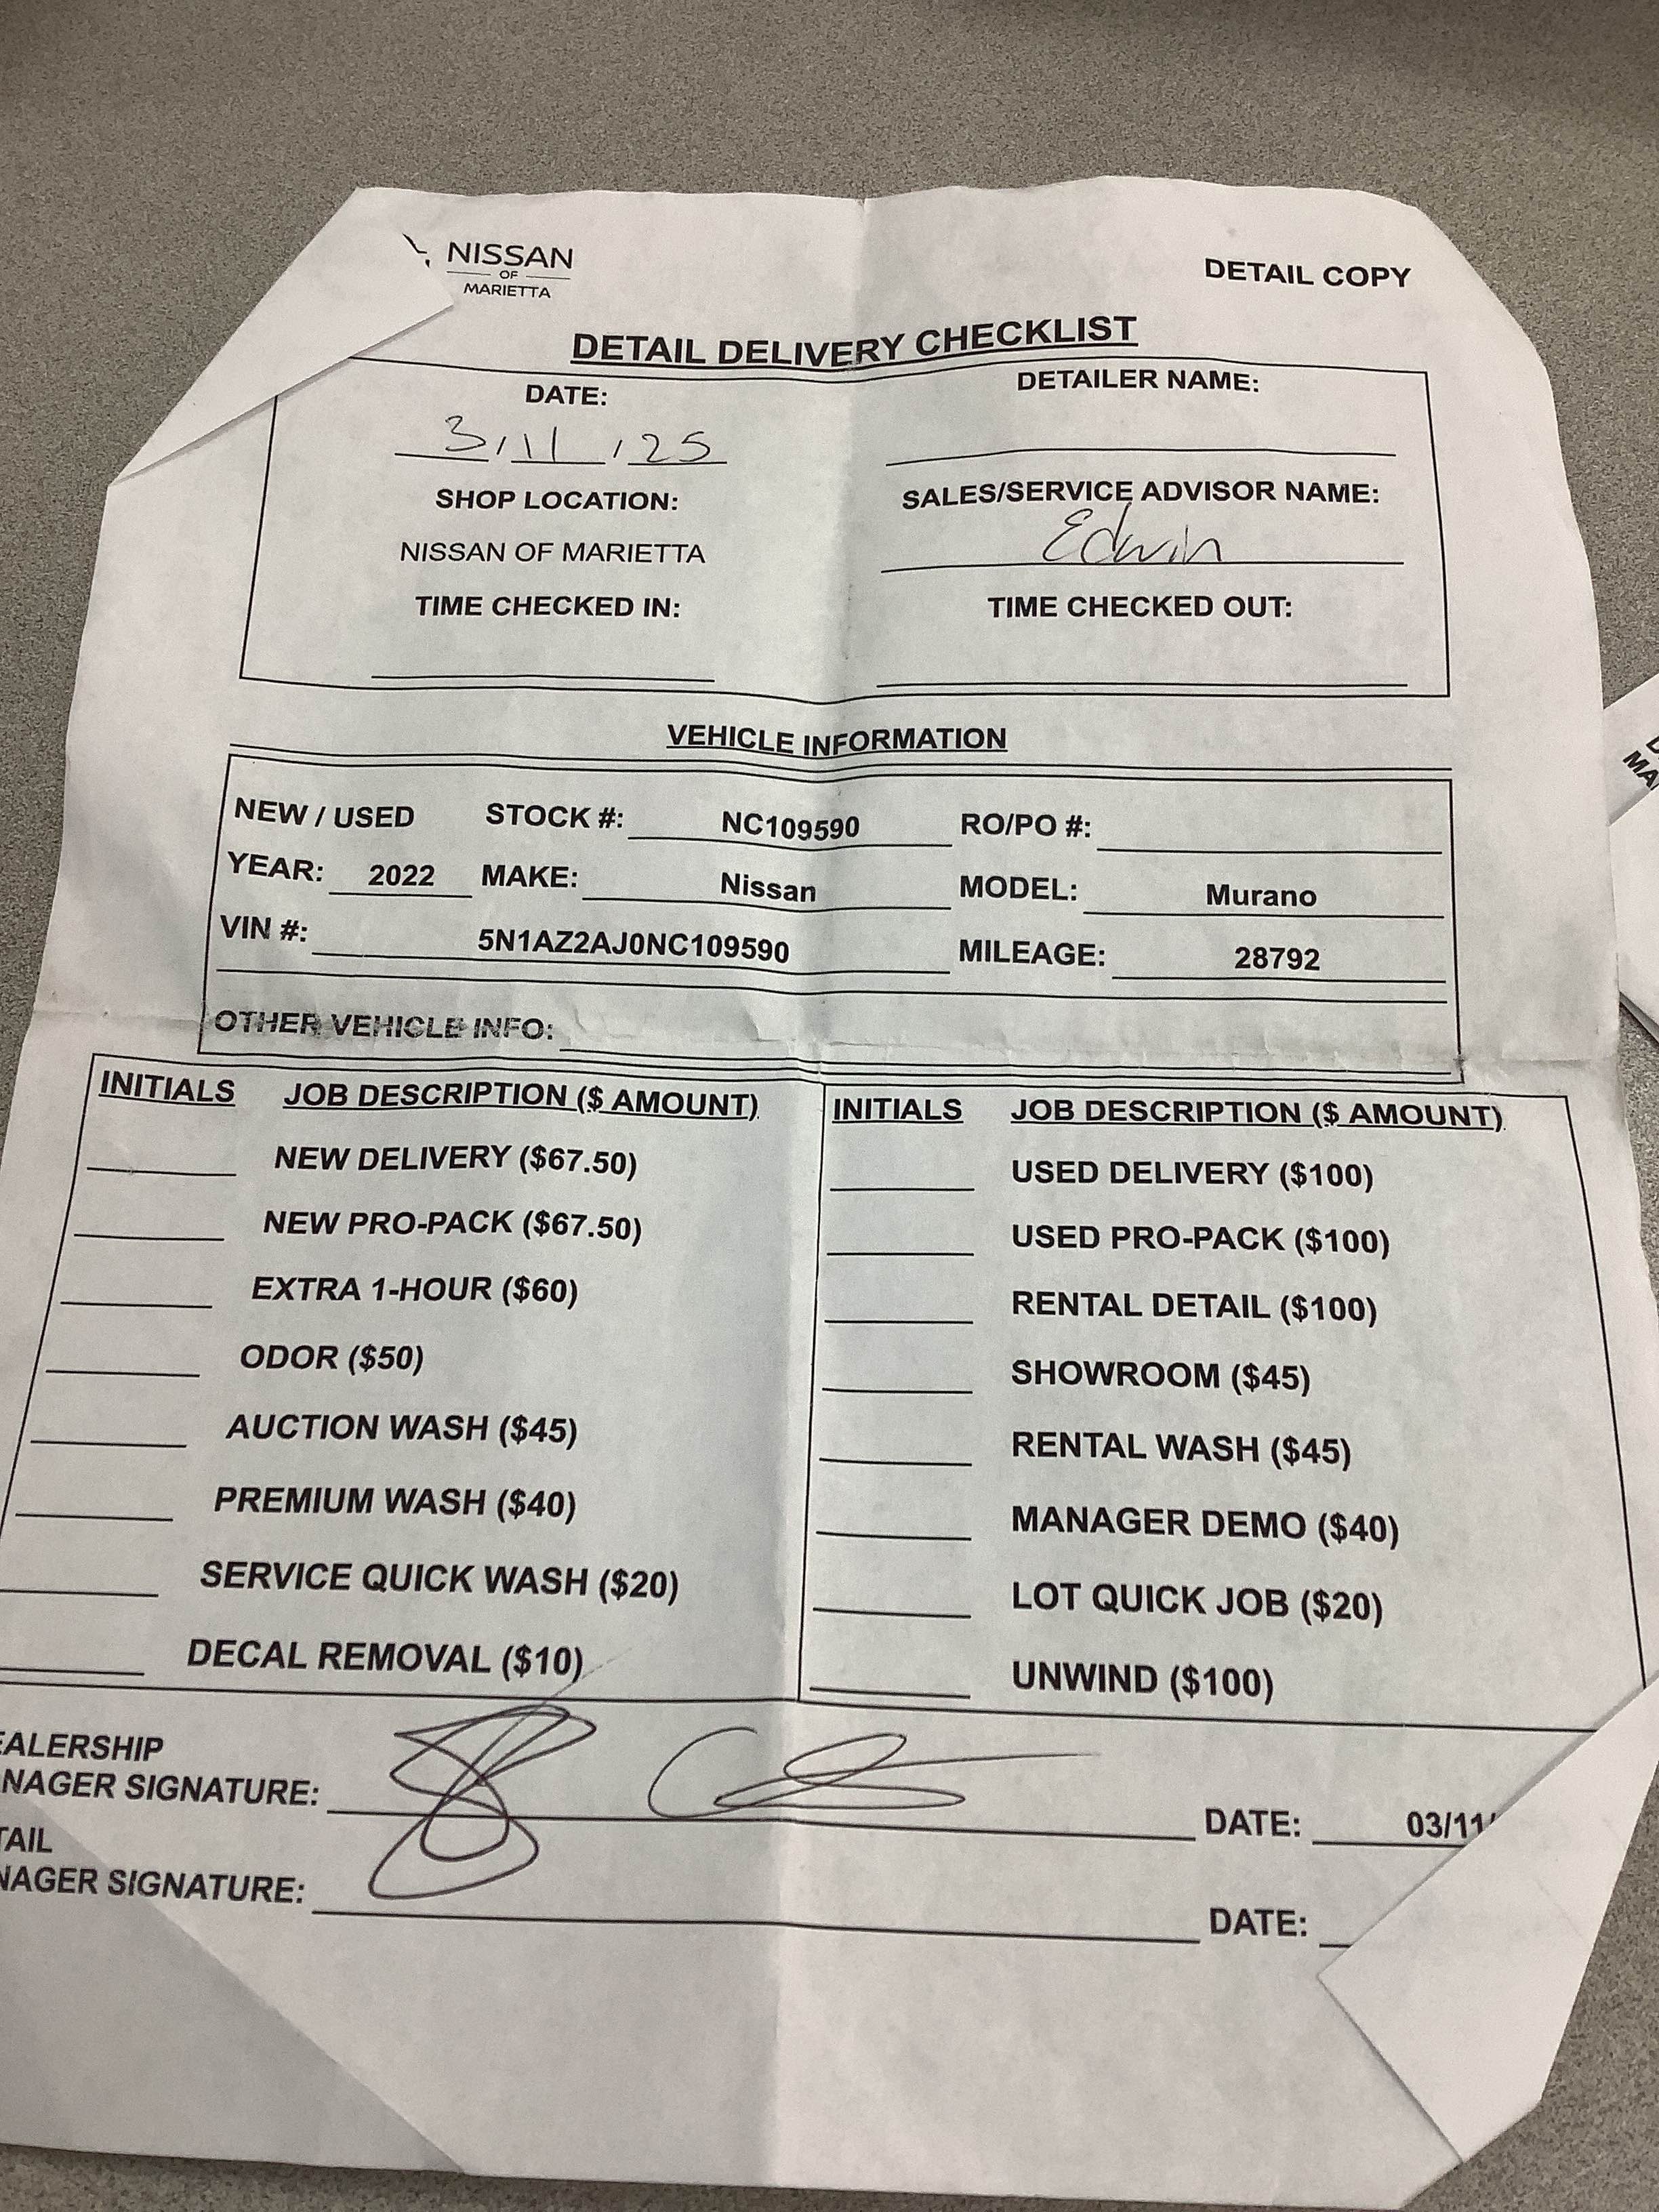 NISSAN
OF
MARIETTA
DETAIL COPY
DETAIL DELIVERY CHECKLIST
DATE:
3/11/25
DETAILER NAME:
SHOP LOCATION:
NISSAN OF MARIETTA
SALES/SERVICE ADVISOR NAME:
Edwin
TIME CHECKED IN:
TIME CHECKED OUT:
VEHICLE INFORMATION
NEW / USED STOCK #: NC109590 RO/PO #:
YEAR: 2022 MAKE: Nissan MODEL: Murano
VIN #: 5N1AZ2AJ0NC109590 MILEAGE: 28792
OTHER VEHICLE INFO:
INITIALS JOB DESCRIPTION ($ AMOUNT)
NEW DELIVERY ($67.50)
NEW PRO-PACK ($67.50)
EXTRA 1-HOUR ($60)
ODOR ($50)
AUCTION WASH ($45)
PREMIUM WASH ($40)
SERVICE QUICK WASH ($20)
DECAL REMOVAL ($10)
INITIALS JOB DESCRIPTION ($ AMOUNT)
USED DELIVERY ($100)
USED PRO-PACK ($100)
RENTAL DETAIL ($100)
SHOWROOM ($45)
RENTAL WASH ($45)
MANAGER DEMO ($40)
LOT QUICK JOB ($20)
UNWIND ($100)
EALERSHIP
NAGER SIGNATURE: DATE: 03/11/
TAIL
NAGER SIGNATURE: DATE: